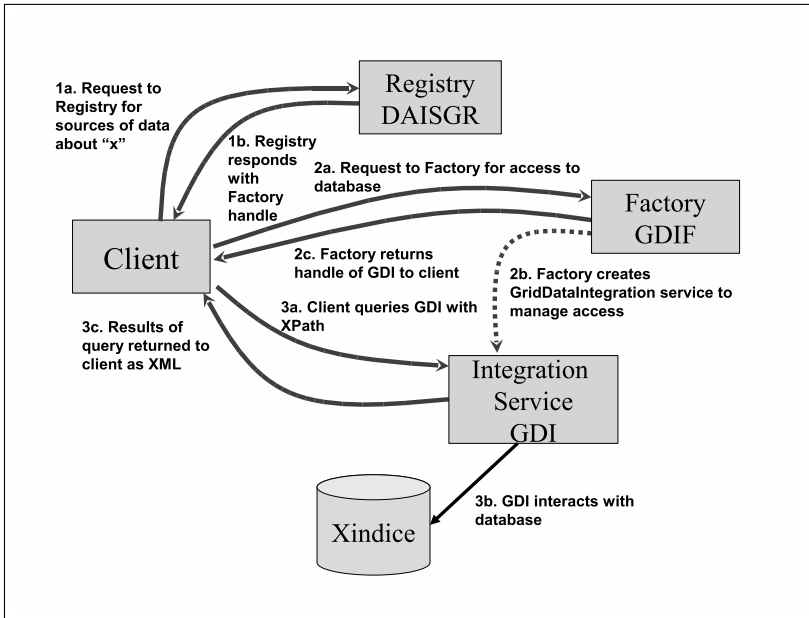 1a. Request to
Registry for
sources of data
about “x”
Registry
DAISGR
1b. Registry
responds
with
Factory
handle
2a. Request to Factory for access to
database
Factory
GDIF
Client
2c. Factory returns
handle of GDI to client
2b. Factory creates
GridDataIntegration service to
manage access
3a. Client queries GDI with
XPath
3c. Results of
query returned to
client as XML
Integration
Service
GDI
3b. GDI interacts with
database
Xindice